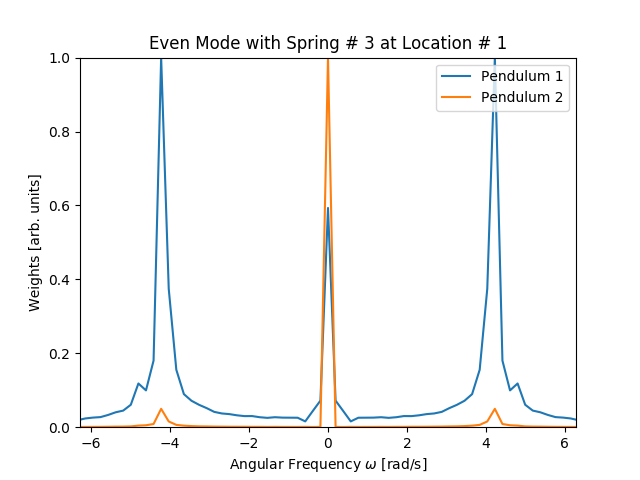 Even Mode with Spring # 3 at Location # 1
Pendulum 1
Pendulum 2
1.0
0.8
0.6
0.4
0.2
0.0
Weights [arb. units]
−6
−4
−2
0
2
4
6
Angular Frequency ω [rad/s]